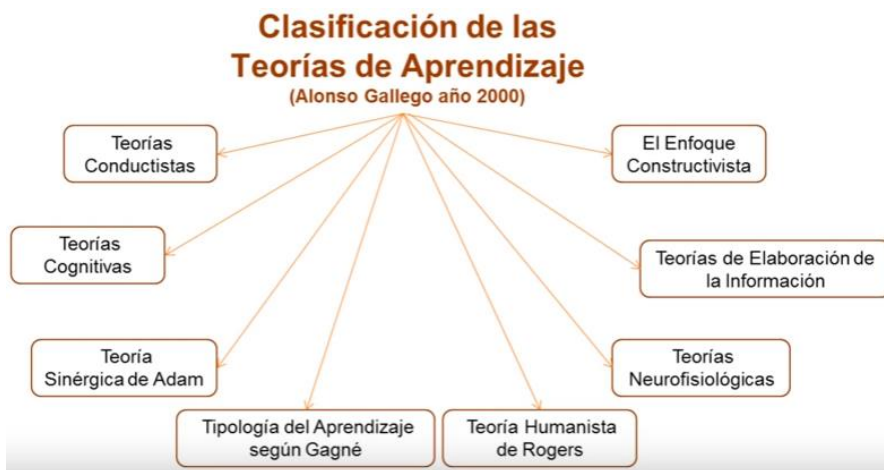 Clasificación de las
Teorías de Aprendizaje
(Alonso Gallego año 2000)
Teorías
Conductistas
El Enfoque
Constructivista
Teorías
Cognitivas
Teorías de Elaboración de
la Información
Teoría
Sinérgica de Adam
Teorías
Neurofisiológicas
Tipología del Aprendizaje
según Gagné
Teoría Humanista
de Rogers